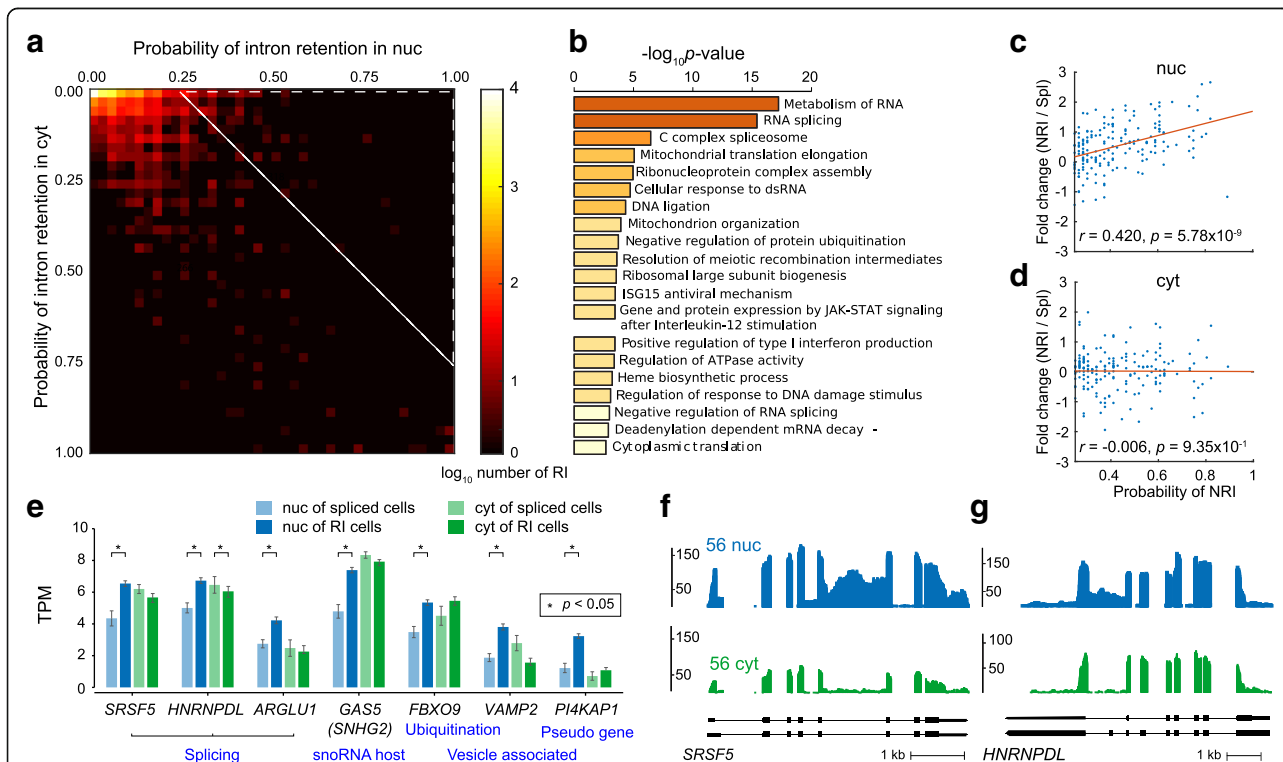 a
Probability of intron retention in nuc
0.00 0.25 0.50 0.75 1.00
Probability of intron retention in cyt
0.00
0.25
0.50
0.75
1.00
4
3
2
1
0
log10 number of RI
b
-log10p-value
0 5 10 15 20
Metabolism of RNA
RNA splicing
C complex spliceosome
Mitochondrial translation elongation
Ribonucleoprotein complex assembly
Cellular response to dsRNA
DNA ligation
Mitochondrion organization
Negative regulation of protein ubiquitination
Resolution of meiotic recombination intermediates
Ribosomal large subunit biogenesis
ISG15 antiviral mechanism
Gene and protein expression by JAK-STAT signaling
after Interleukin-12 stimulation
Positive regulation of type I interferon production
Regulation of ATPase activity
Heme biosynthetic process
Regulation of response to DNA damage stimulus
Negative regulation of RNA splicing
Deadenylation dependent mRNA decay -
Cytoplasmic translation
c
nuc
Fold change (NRI / Spl)
3
2
1
0
-1
-2
-3
r = 0.420, p = 5.78x10-9
d
cyt
Fold change (NRI / Spl)
3
2
1
0
-1
-2
-3
r = -0.006, p = 9.35x10-1
0.4 0.6 0.8 1
Probability of NRI
e
nuc of spliced cells
nuc of RI cells
cyt of spliced cells
cyt of RI cells
TPM
10
8
6
4
2
0
* * * * * * * *
* p < 0.05
SRSF5 HNRNPDL ARGLU1 GAS5 FBXO9 VAMP2 PI4KAP1
(SNHG2) Ubiquitination Pseudo gene
Splicing snoRNA host Vesicle associated
f
56 nuc
150
50
56 cyt
150
50
SRSF5
1 kb
g
150
50
100
50
HNRNPDL
1 kb